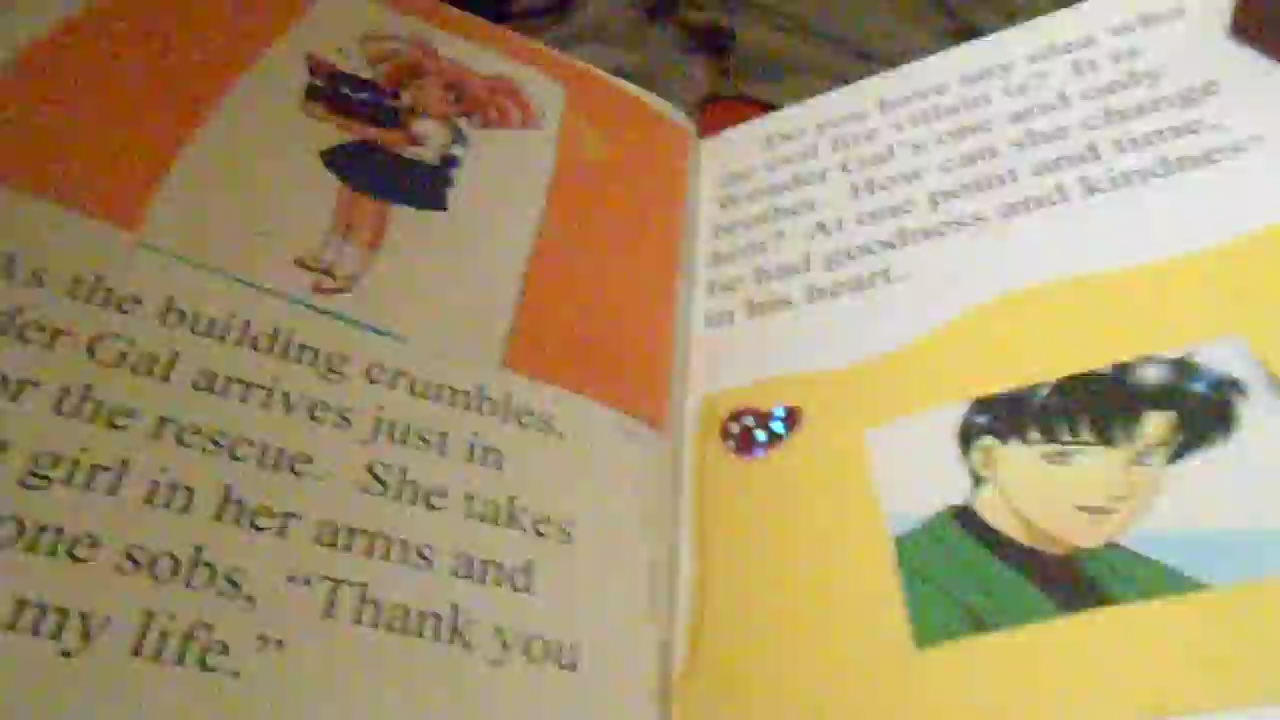 As the building crumbles,
der Gal arrives just in
or the rescue. She takes
girl in her arms and
one sobs, "Thank you
my life."
Do you have any idea who
the villain is? It is
Gal's one and only
brother. How can she change
him? At one point and time,
he had goodness and kindness
in his heart.